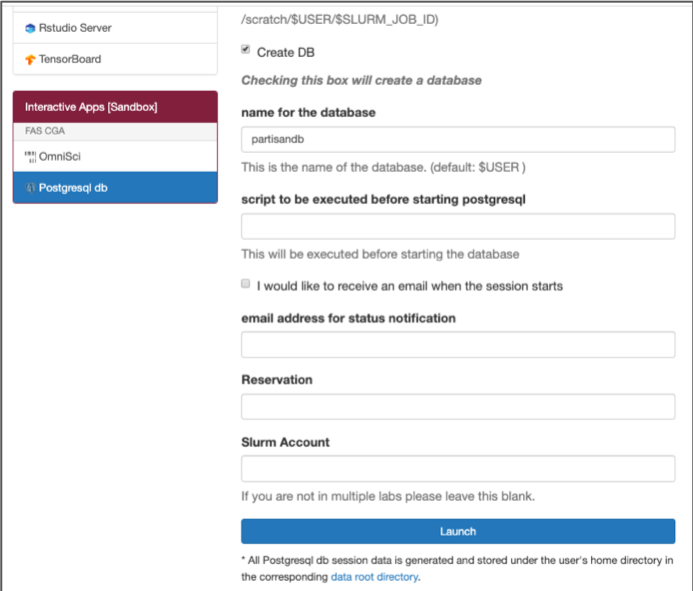 Rstudio Server
TensorBoard
Interactive Apps [Sandbox]
FAS CGA
OmniSci
Postgresql db
/scratch/$USER/$SLURM_JOB_ID)
Create DB
Checking this box will create a database
name for the database
partisandb
This is the name of the database. (default: $USER )
script to be executed before starting postgresql
This will be executed before starting the database
I would like to receive an email when the session starts
email address for status notification
Reservation
Slurm Account
If you are not in multiple labs please leave this blank.
Launch
* All Postgresql db session data is generated and stored under the user's home directory in
the corresponding data root directory.